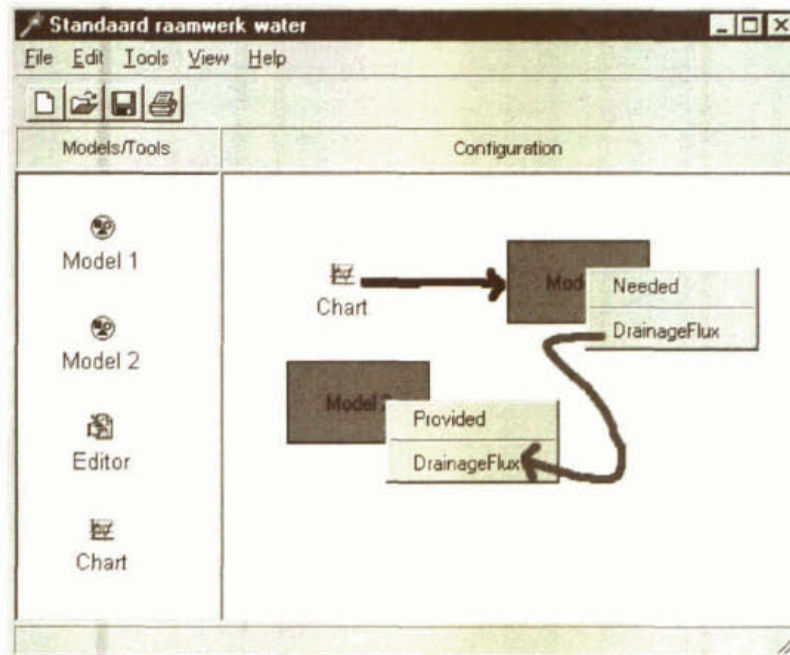 Standaard raamwerk water
File Edit Tools View Help
Models/Tools
Configuration
Model 1
Model 2
Editor
Chart
Chart
Needed
DrainageFlux
Model
Provided
DrainageFlux